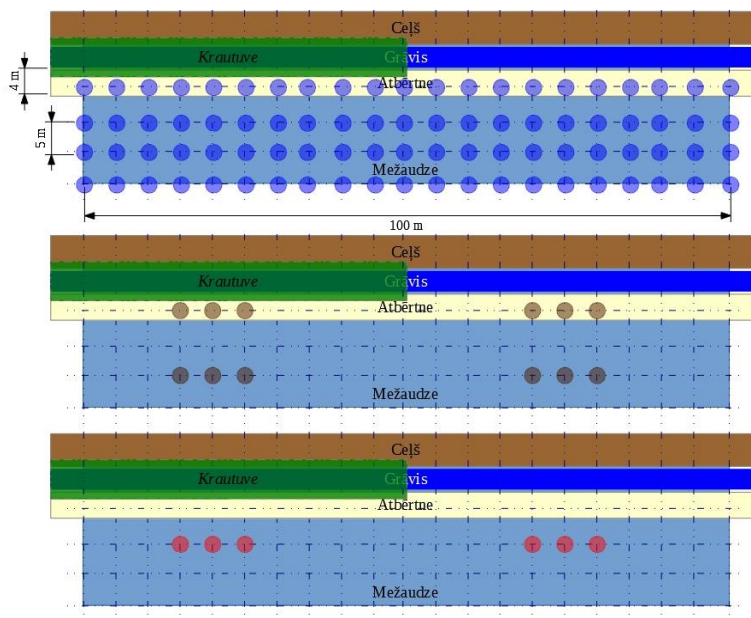 Ceļš
Krautuve
Grāvis
Atbērtne
4 m
5 m
Mežaudze
100 m
Ceļš
Krautuve
Grāvis
Atbērtne
Mežaudze
Ceļš
Krautuve
Grāvis
Atbērtne
Mežaudze